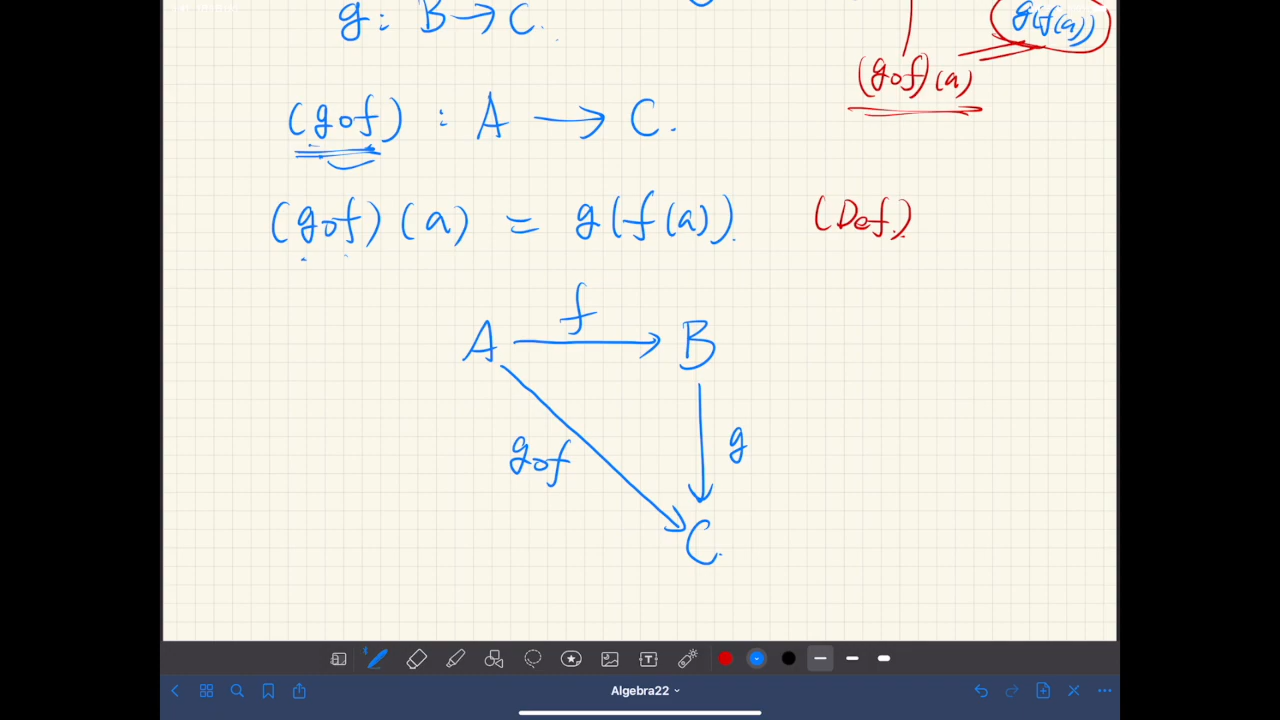 g : B → C.
g(f(a))
(g∘f)(a)
(g∘f) : A → C.
(g∘f)(a) = g(f(a)). (Def.)
f
A → B
g∘f
g
C.
T
Algebra22